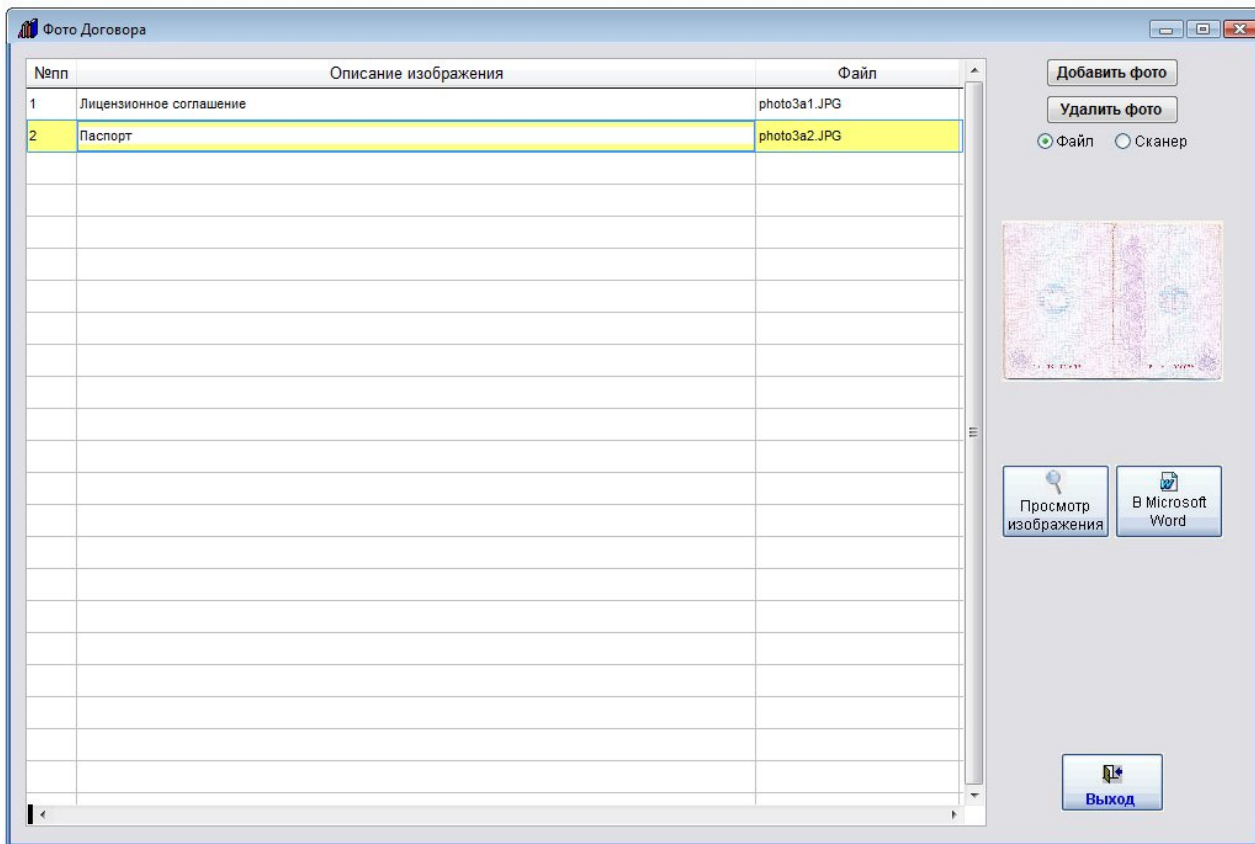 Фото Договора
№пп Описание изображения Файл
1 Лицензионное соглашение photo3a1.JPG
2 Паспорт photo3a2.JPG
Добавить фото
Удалить фото
Файл Сканер
Просмотр
изображения
В Microsoft
Word
Выход